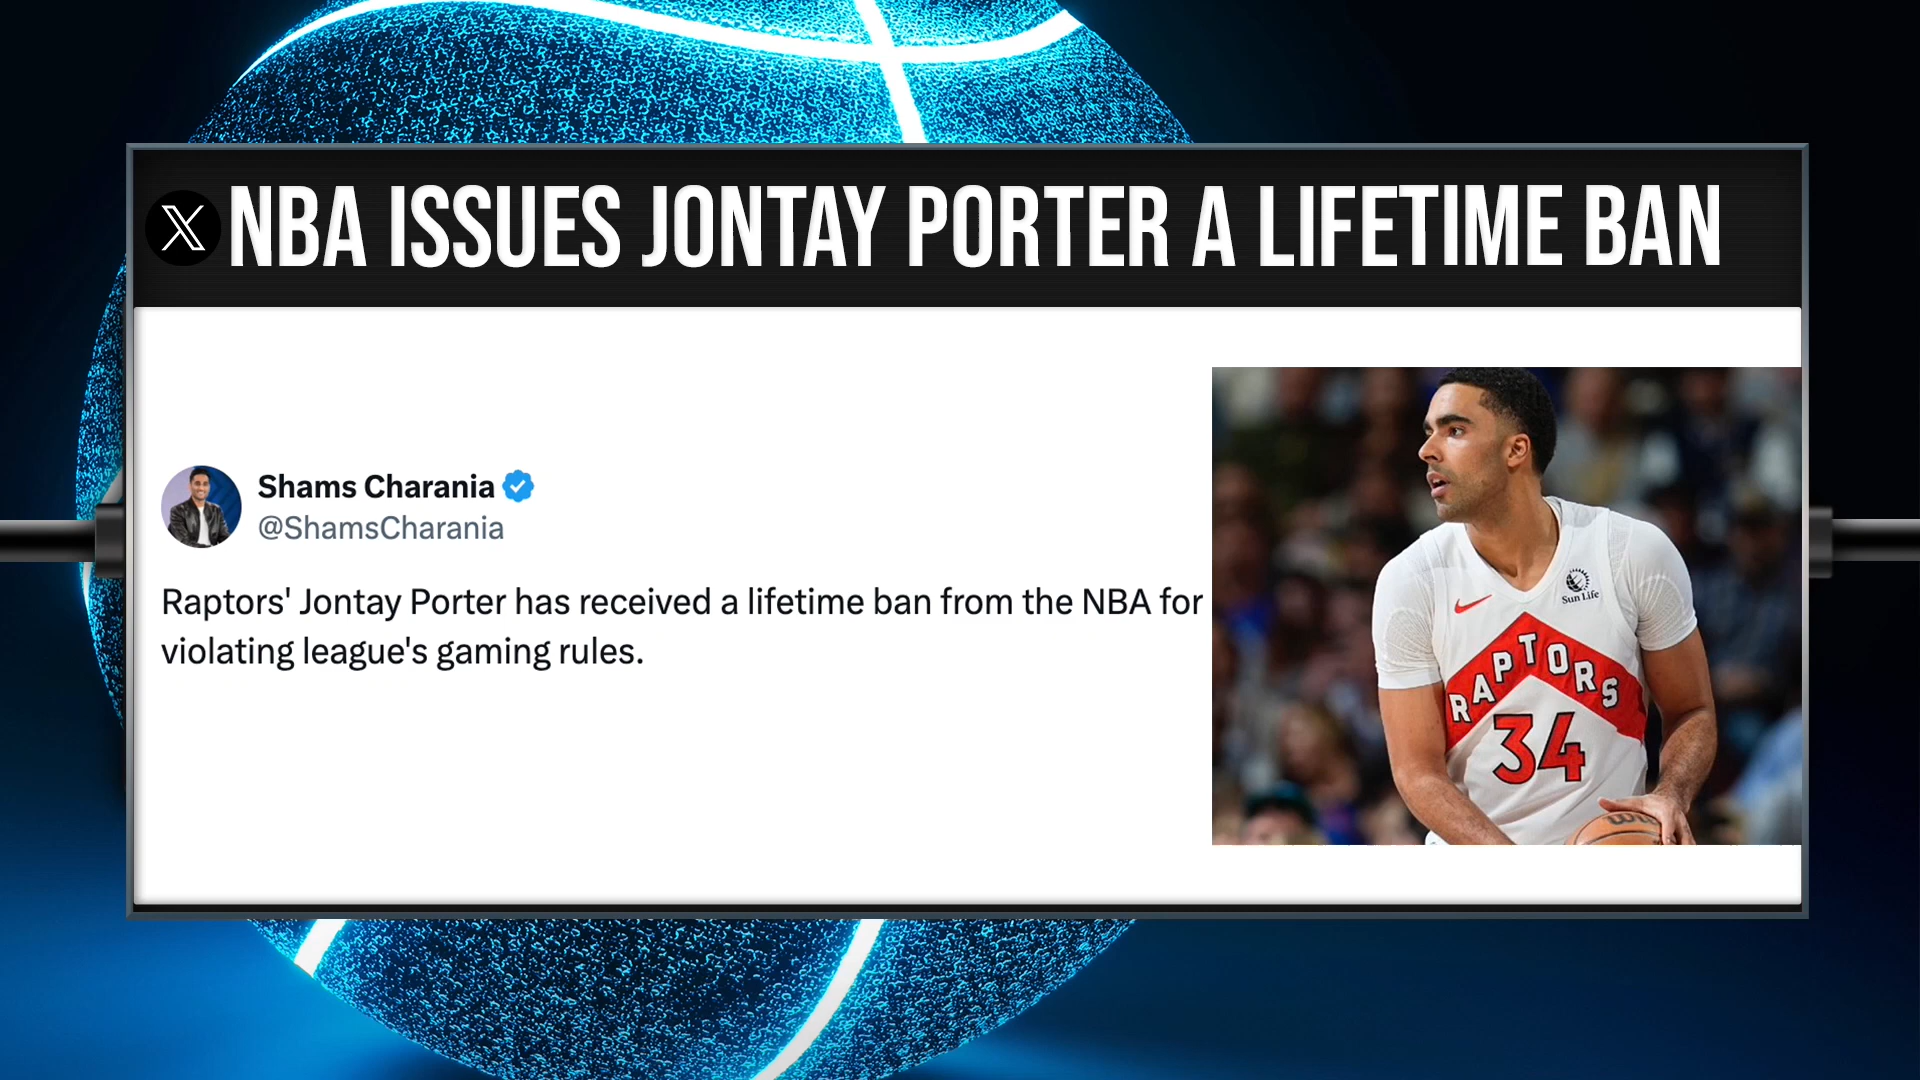 NBA ISSUES JONTAY PORTER A LIFETIME BAN
Shams Charania
@ShamsCharania
Raptors' Jontay Porter has received a lifetime ban from the NBA for
violating league's gaming rules.
Sun Life
RAPTORS
34